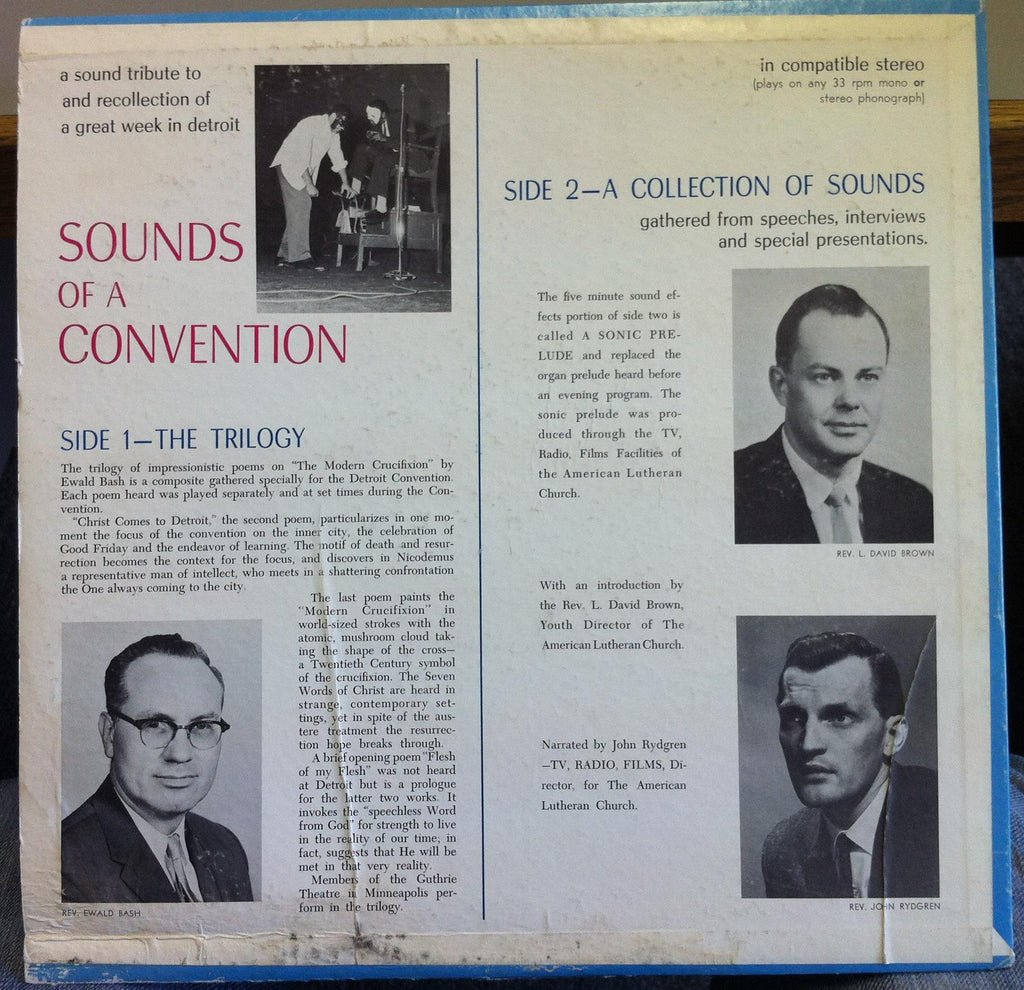 a sound tribute to
and recollection of
a great week in detroit
SOUNDS
OF A
CONVENTION
SIDE 1—THE TRILOGY
The trilogy of impressionistic poems on "The Modern Crucifixion" by
Ewald Bash is a composite gathered specially for the Detroit Convention.
Each poem heard was played separately and at set times during the Con-
vention.
"Christ Comes to Detroit," the second poem, particularizes in one mo-
ment the focus of the convention on the inner city, the celebration of
Good Friday and the endeavor of learning. The motif of death and resur-
rection becomes the context for the focus, and discovers in Nicodemus
a representative man of intellect, who meets in a shattering confrontation
the One always coming to the city.
The last poem paints the
"Modern Crucifixion" in
world-sized strokes with the
atomic, mushroom cloud tak-
ing the shape of the cross—
a Twentieth Century symbol
of the crucifixion. The Seven
Words of Christ are heard in
strange, contemporary set-
tings, yet in spite of the aus-
tere treatment the resurrec-
tion hope breaks through.
A brief opening poem "Flesh
of my Flesh" was not heard
at Detroit but is a prologue
for the latter two works. It
invokes the "speechless Word
from God" for strength to live
in the reality of our time; in
fact, suggests that He will be
met in that very reality.
Members of the Guthrie
Theatre in Minneapolis per-
form in the trilogy.
REV. EWALD BASH
in compatible stereo
(plays on any 33 rpm mono or
stereo phonograph)
SIDE 2—A COLLECTION OF SOUNDS
gathered from speeches, interviews
and special presentations.
The five minute sound ef-
fects portion of side two is
called A SONIC PRE-
LUDE and replaced the
organ prelude heard before
an evening program. The
sonic prelude was pro-
duced through the TV,
Radio, Films Facilities of
the American Lutheran
Church.
REV. L. DAVID BROWN
With an introduction by
the Rev. L. David Brown,
Youth Director of The
American Lutheran Church.
Narrated by John Rydgren
—TV, RADIO, FILMS, Di-
rector, for The American
Lutheran Church.
REV. JOHN RYDGREN